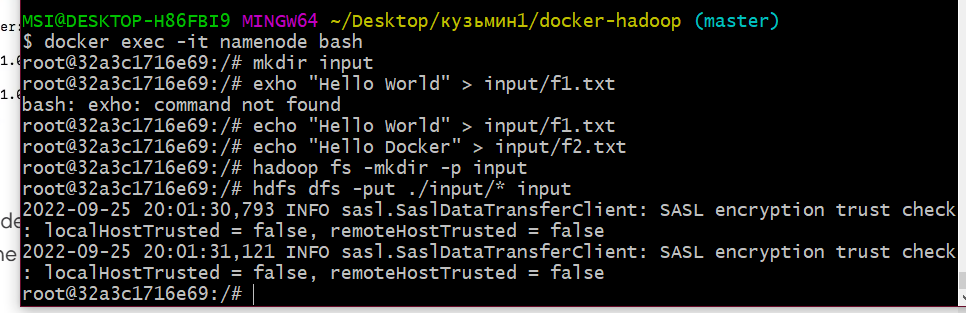 MSI@DESKTOP-H86FBI9 MINGW64 ~/Desktop/кузьмин1/docker-hadoop (master)
$ docker exec -it namenode bash
root@32a3c1716e69:/# mkdir input
root@32a3c1716e69:/# exho "Hello World" > input/f1.txt
bash: exho: command not found
root@32a3c1716e69:/# echo "Hello World" > input/f1.txt
root@32a3c1716e69:/# echo "Hello Docker" > input/f2.txt
root@32a3c1716e69:/# hadoop fs -mkdir -p input
root@32a3c1716e69:/# hdfs dfs -put ./input/* input
2022-09-25 20:01:30,793 INFO sasl.SaslDataTransferClient: SASL encryption trust check
: localHostTrusted = false, remoteHostTrusted = false
2022-09-25 20:01:31,121 INFO sasl.SaslDataTransferClient: SASL encryption trust check
: localHostTrusted = false, remoteHostTrusted = false
root@32a3c1716e69:/#